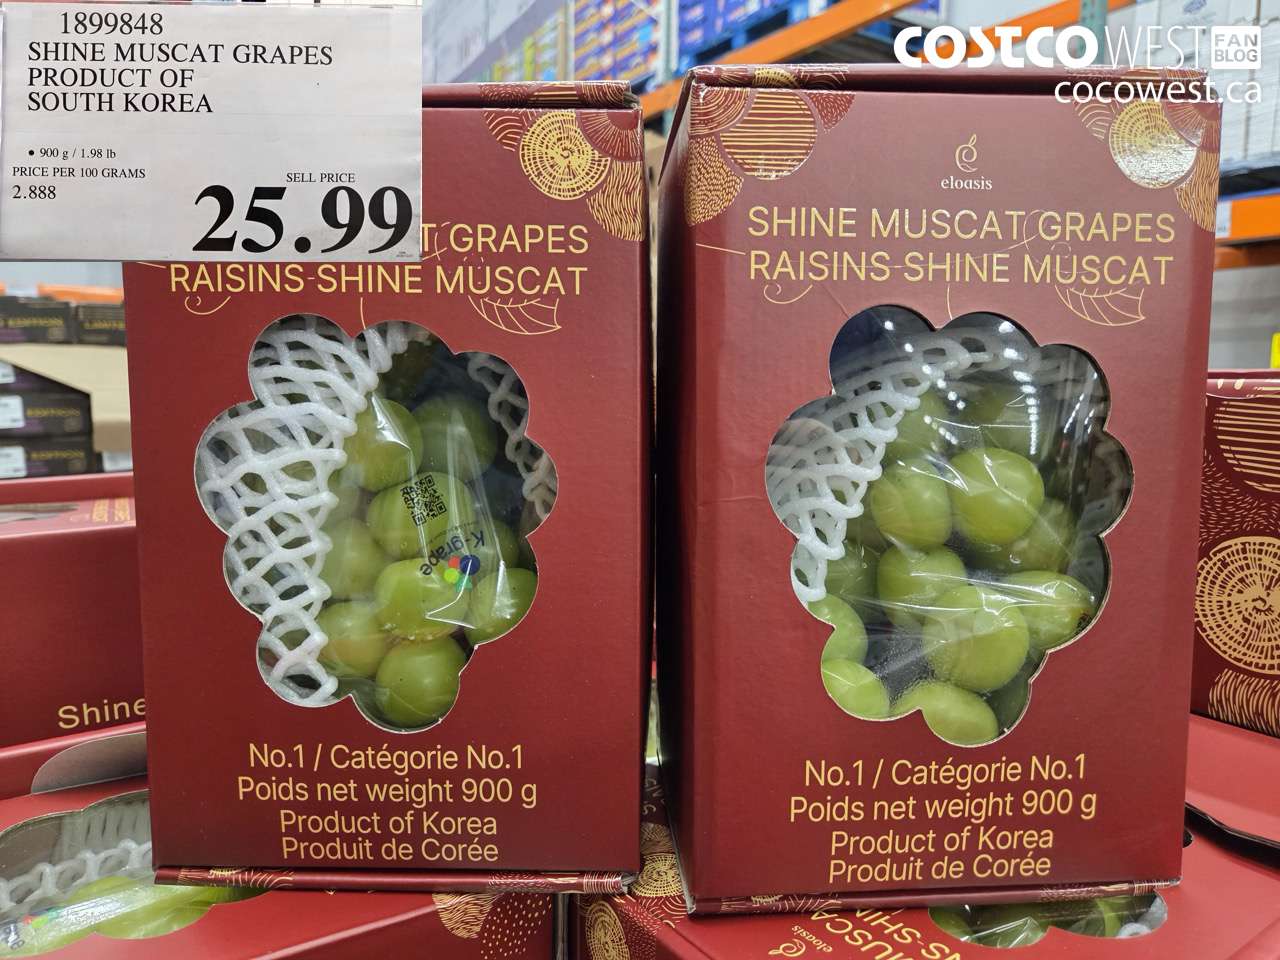 1899848
SHINE MUSCAT GRAPES
PRODUCT OF
SOUTH KOREA
• 900 g / 1.98 lb
PRICE PER 100 GRAMS
2.888
SELL PRICE
25.99
COSTCO WEST FAN BLOG
cocowest.ca
T GRAPES
RAISINS-SHINE MUSCAT
K-grape
No.1 / Catégorie No.1
Poids net weight 900 g
Product of Korea
Produit de Corée
eloasis
SHINE MUSCAT GRAPES
RAISINS-SHINE MUSCAT
No.1 / Catégorie No.1
Poids net weight 900 g
Product of Korea
Produit de Corée
Shine
eloasis